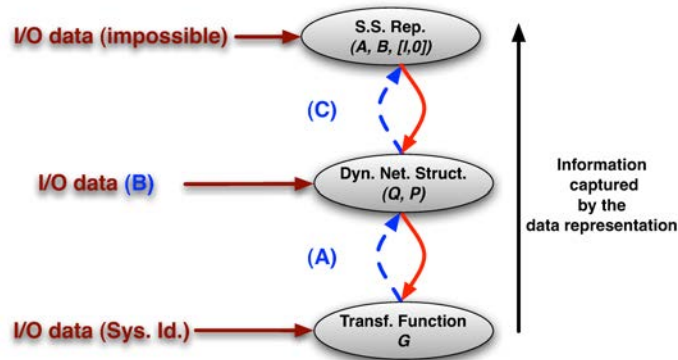 I/O data (impossible)
S.S. Rep.
(A, B, [I,0])
(C)
I/O data (B)
Dyn. Net. Struct.
(Q, P)
Information
captured
by the
data representation
(A)
I/O data (Sys. Id.)
Transf. Function
G